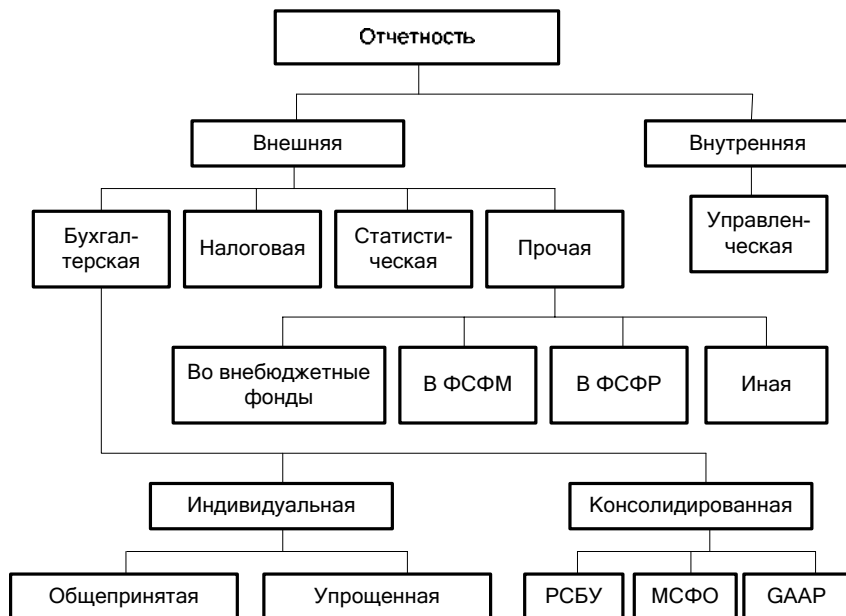 Отчетность
Внешняя
Внутренняя
Бухгал-
терская
Налоговая
Статисти-
ческая
Прочая
Управлен-
ческая
Во внебюджетные
фонды
В ФСФМ
В ФСФР
Иная
Индивидуальная
Консолидированная
Общепринятая
Упрощенная
РСБУ
МСФО
GAAP